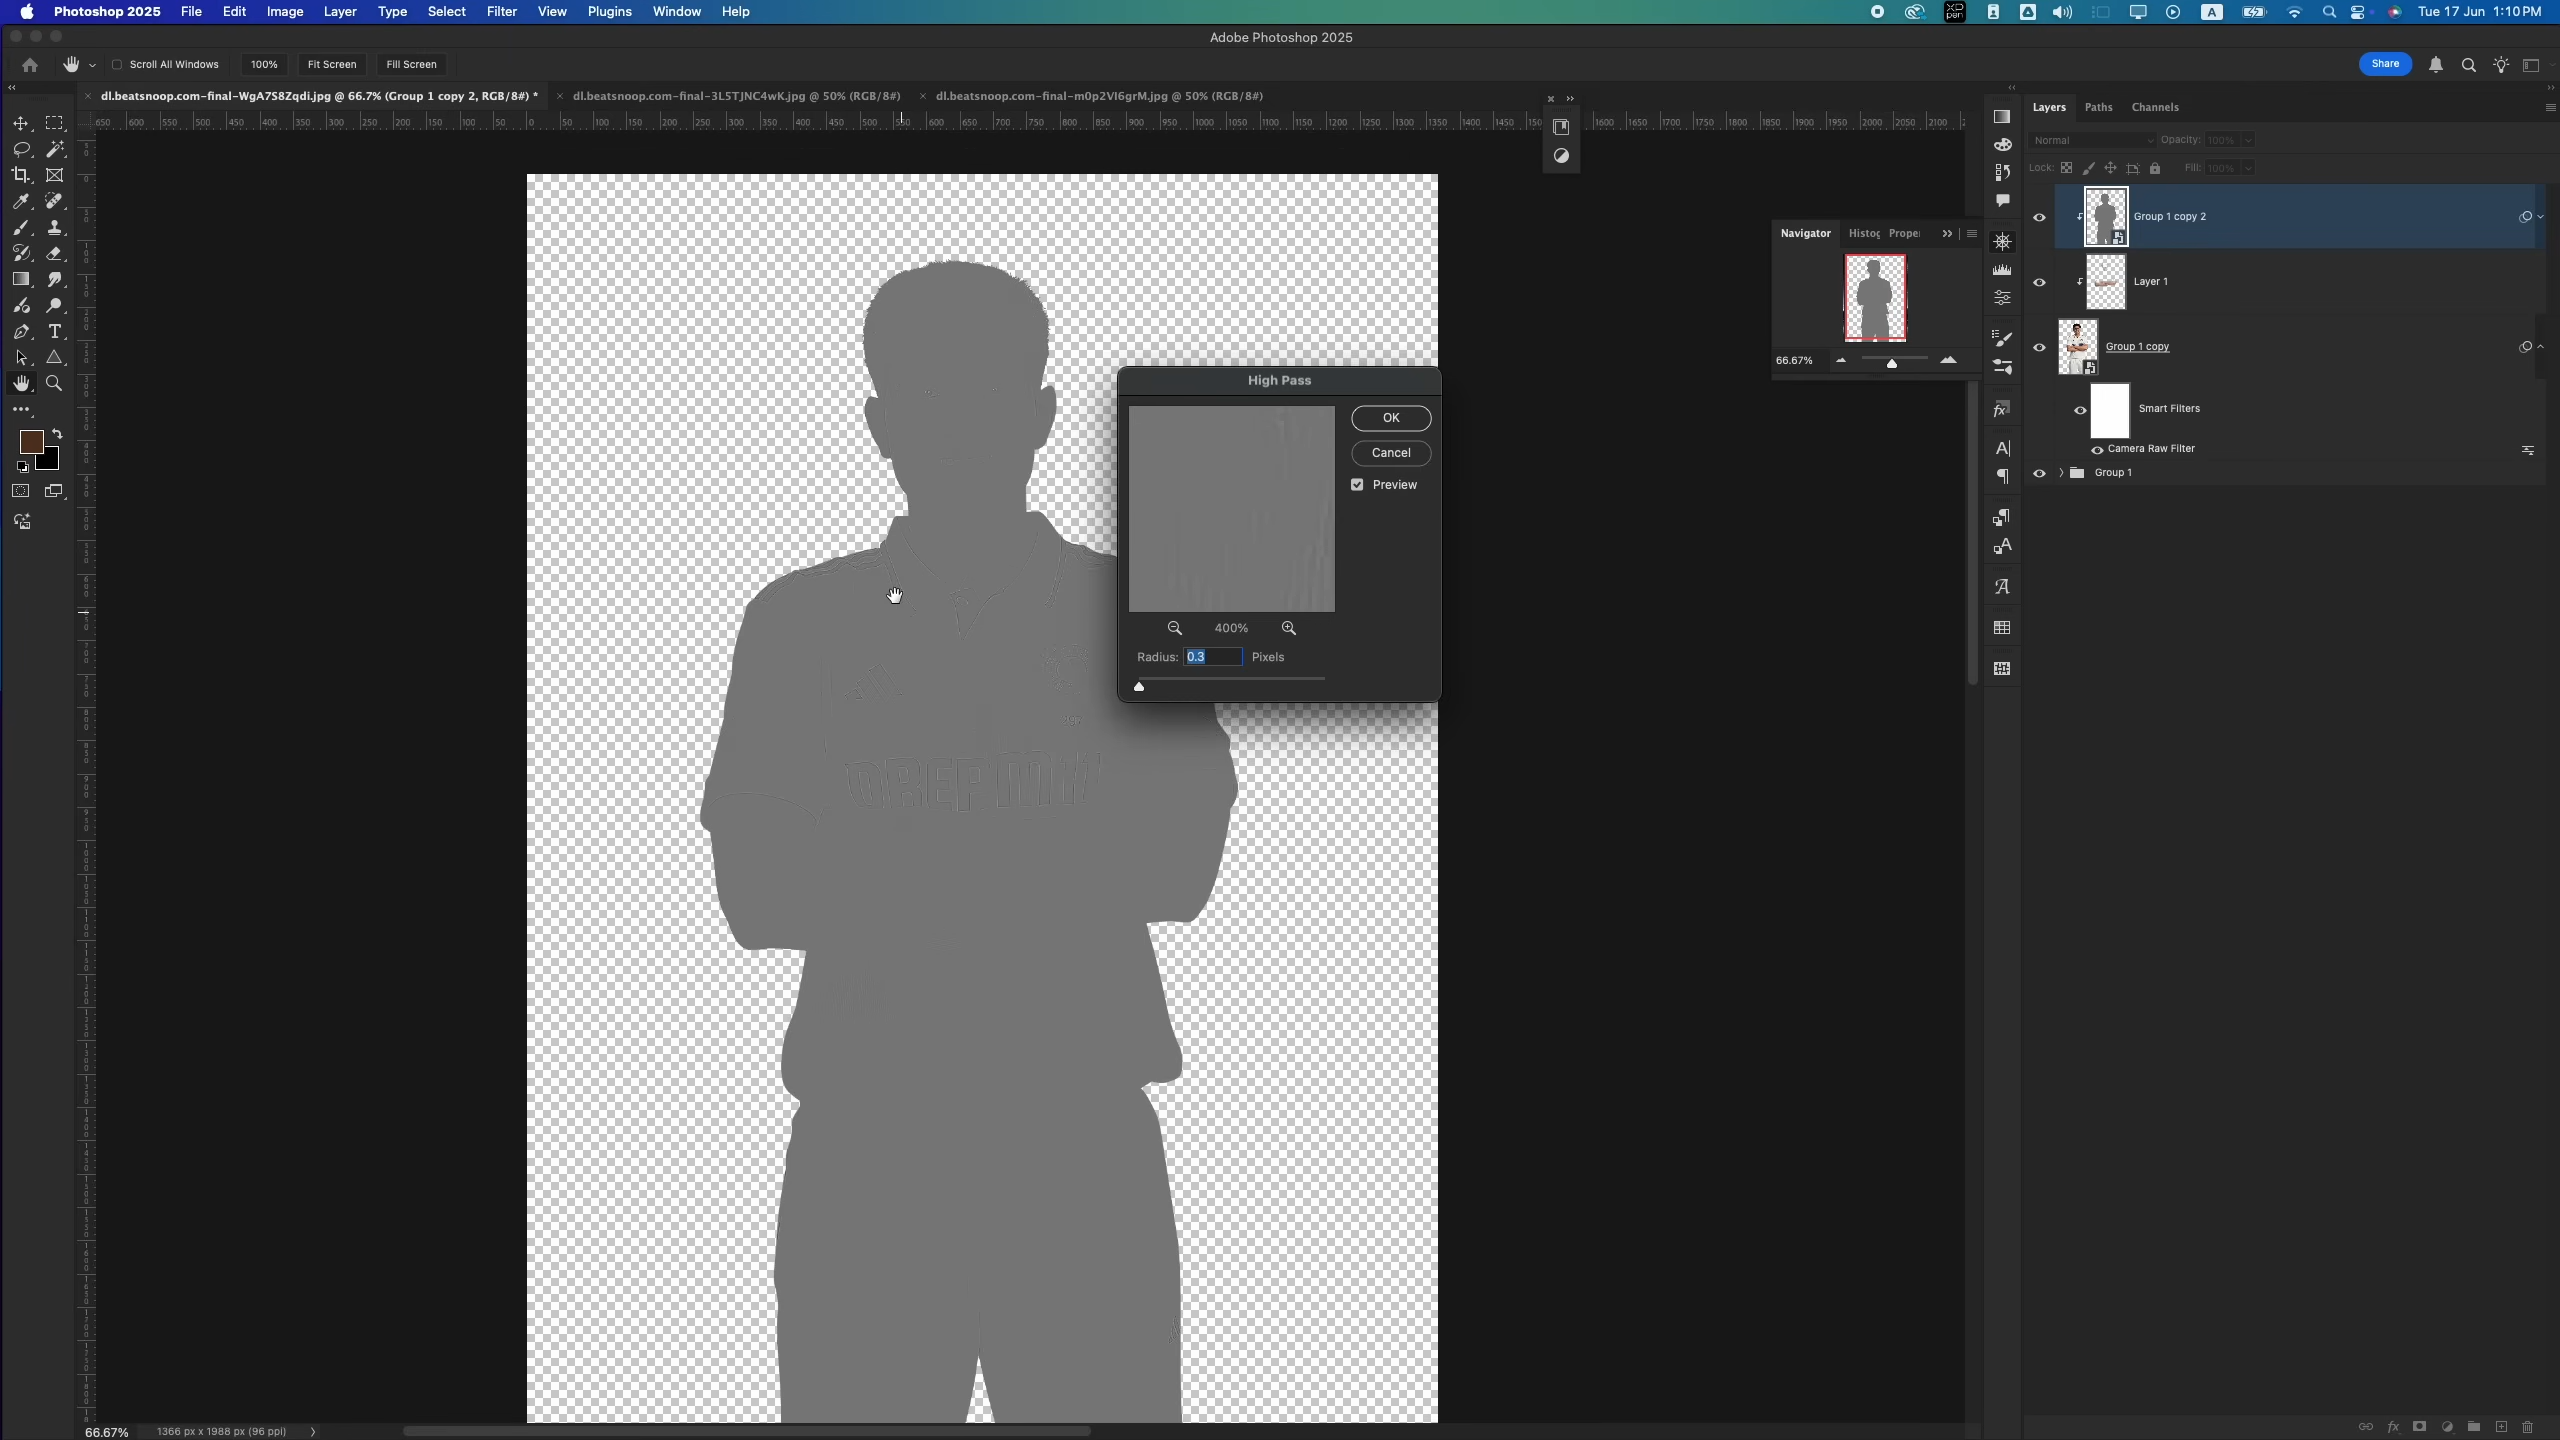 Photoshop 2025 File Edit Image Layer Type Select Filter View Plugins Window Help
Tue 17 Jun 1:10 PM
Adobe Photoshop 2025
Scroll All Windows 100% Fit Screen Fill Screen
Share
dl.beatsnoop.com-final-WgA7S8Zqdi.jpg @ 66.7% (Group 1 copy 2, RGB/8#) *
dl.beatsnoop.com-final-3L5TJNC4wK.jpg @ 50% (RGB/8#)
dl.beatsnoop.com-final-m0p2Vl6grM.jpg @ 50% (RGB/8#)
Layers Paths Channels
Normal Opacity: 100%
Lock: Fill: 100%
Group 1 copy 2
Layer 1
Group 1 copy
Smart Filters
Camera Raw Filter
Group 1
Navigator Histog Proper
66.67%
High Pass
OK
Cancel
Preview
400%
Radius: 0.3 Pixels
66.67% 1366 px x 1988 px (96 ppi)